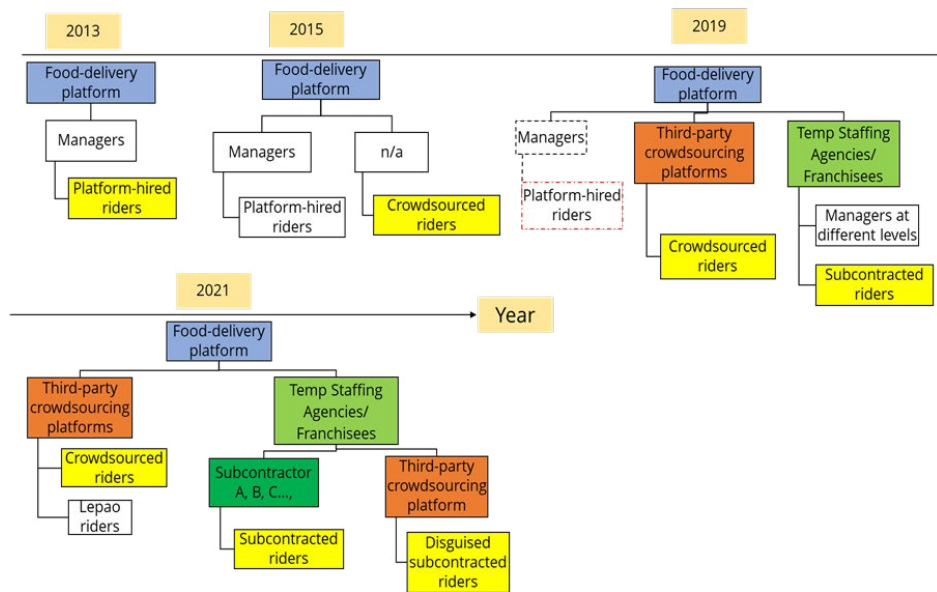 2013
2015
2019
Food-delivery
platform
Managers
Platform-hired
riders
Food-delivery
platform
Managers
n/a
Platform-hired
riders
Crowdsourced
riders
Food-delivery
platform
Managers
Platform-hired
riders
Third-party
crowdsourcing
platforms
Crowdsourced
riders
Temp Staffing
Agencies/
Franchisees
Managers at
different levels
Subcontracted
riders
2021
Year
Food-delivery
platform
Third-party
crowdsourcing
platforms
Crowdsourced
riders
Lepao
riders
Temp Staffing
Agencies/
Franchisees
Subcontractor
A, B, C...,
Subcontracted
riders
Third-party
crowdsourcing
platform
Disguised
subcontracted
riders